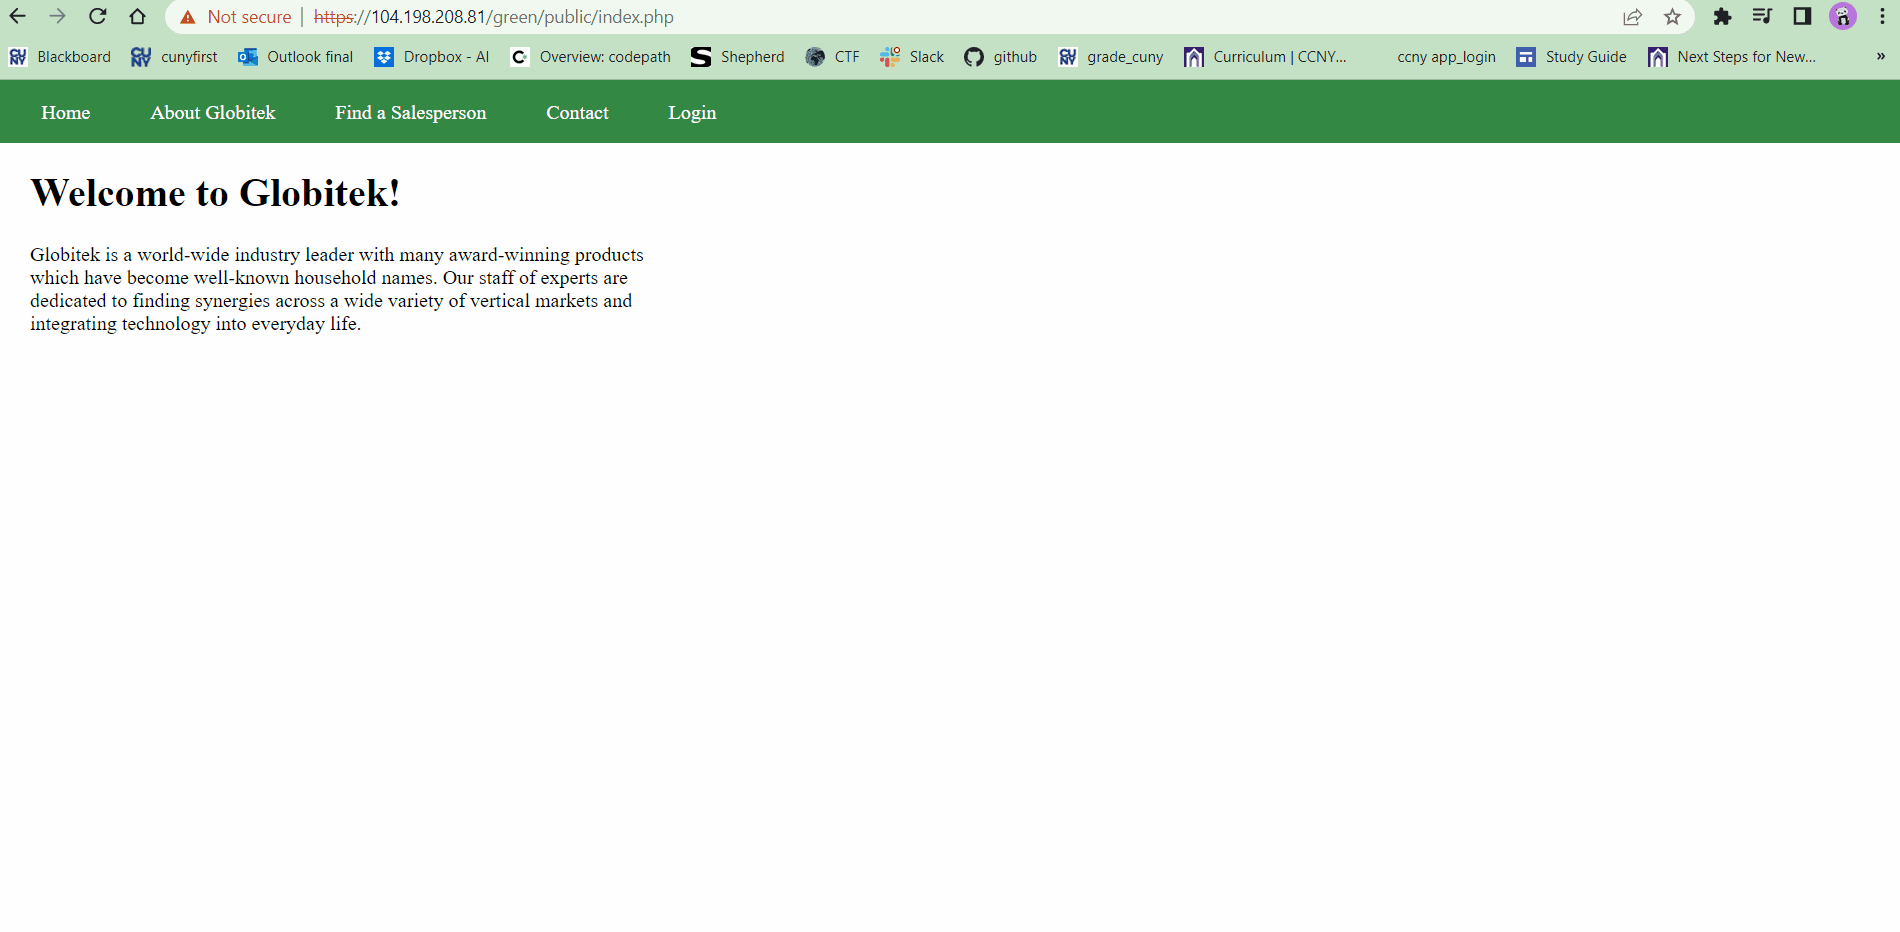 Not secure | https://104.198.208.81/green/public/index.php
Blackboard cunyfirst Outlook final Dropbox - AI Overview: codepath Shepherd CTF Slack github grade_cuny Curriculum | CCNY... ccny app_login Study Guide Next Steps for New... »
Home About Globitek Find a Salesperson Contact Login
Welcome to Globitek!
Globitek is a world-wide industry leader with many award-winning products
which have become well-known household names. Our staff of experts are
dedicated to finding synergies across a wide variety of vertical markets and
integrating technology into everyday life.